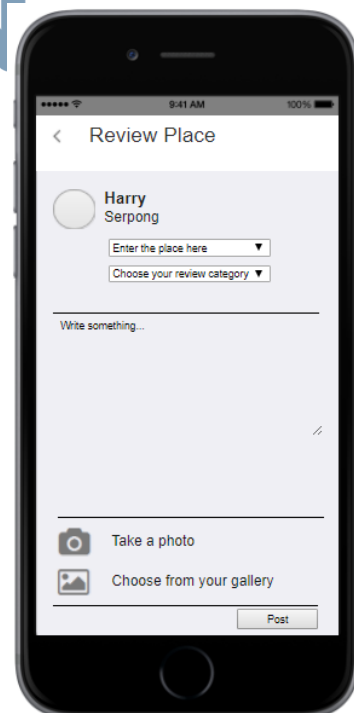 9:41 AM 100%
< Review Place
Harry
Serpong
Enter the place here ▼
Choose your review category ▼
Write something...
Take a photo
Choose from your gallery
Post